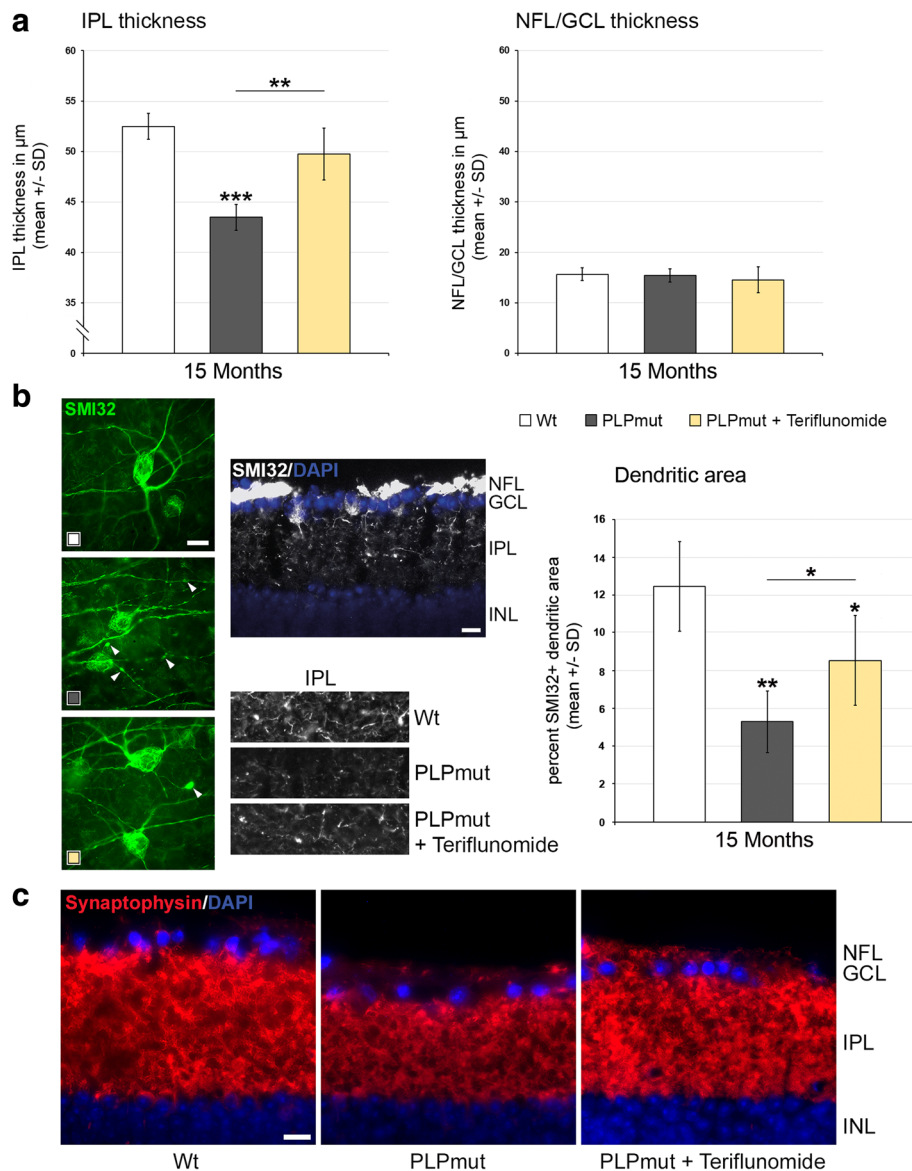 a
IPL thickness
NFL/GCL thickness
IPL thickness in µm
(mean +/- SD)
60
55
50
45
40
35
0
**
***
15 Months
NFL/GCL thickness in µm
(mean +/- SD)
60
50
40
30
20
10
0
15 Months
b
Wt
PLPmut
PLPmut + Teriflunomide
SMI32
SMI32/DAPI
NFL
GCL
IPL
INL
IPL
Wt
PLPmut
PLPmut
+ Teriflunomide
Dendritic area
percent SMI32+ dendritic area
(mean +/- SD)
16
14
12
10
8
6
4
2
0
*
**
*
15 Months
c
Synaptophysin/DAPI
NFL
GCL
IPL
INL
Wt
PLPmut
PLPmut + Teriflunomide